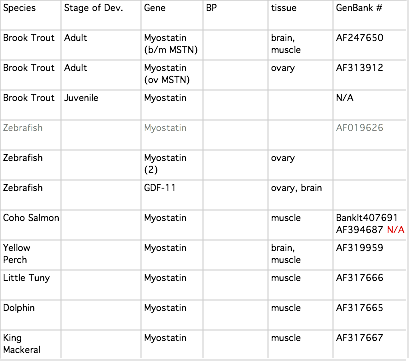 Species Stage of Dev. Gene BP tissue GenBank #
Brook Trout Adult Myostatin brain, AF247650
(b/m MSTN) muscle
Brook Trout Adult Myostatin ovary AF313912
(ov MSTN)
Brook Trout Juvenile Myostatin N/A
Zebrafish Myostatin AF019626
Zebrafish Myostatin ovary
(2)
Zebrafish GDF-11 ovary, brain
Coho Salmon Myostatin muscle BankIt407691
AF394687 N/A
Yellow Myostatin brain, AF319959
Perch muscle
Little Tuny Myostatin muscle AF317666
Dolphin Myostatin muscle AF317665
King Myostatin muscle AF317667
Mackeral